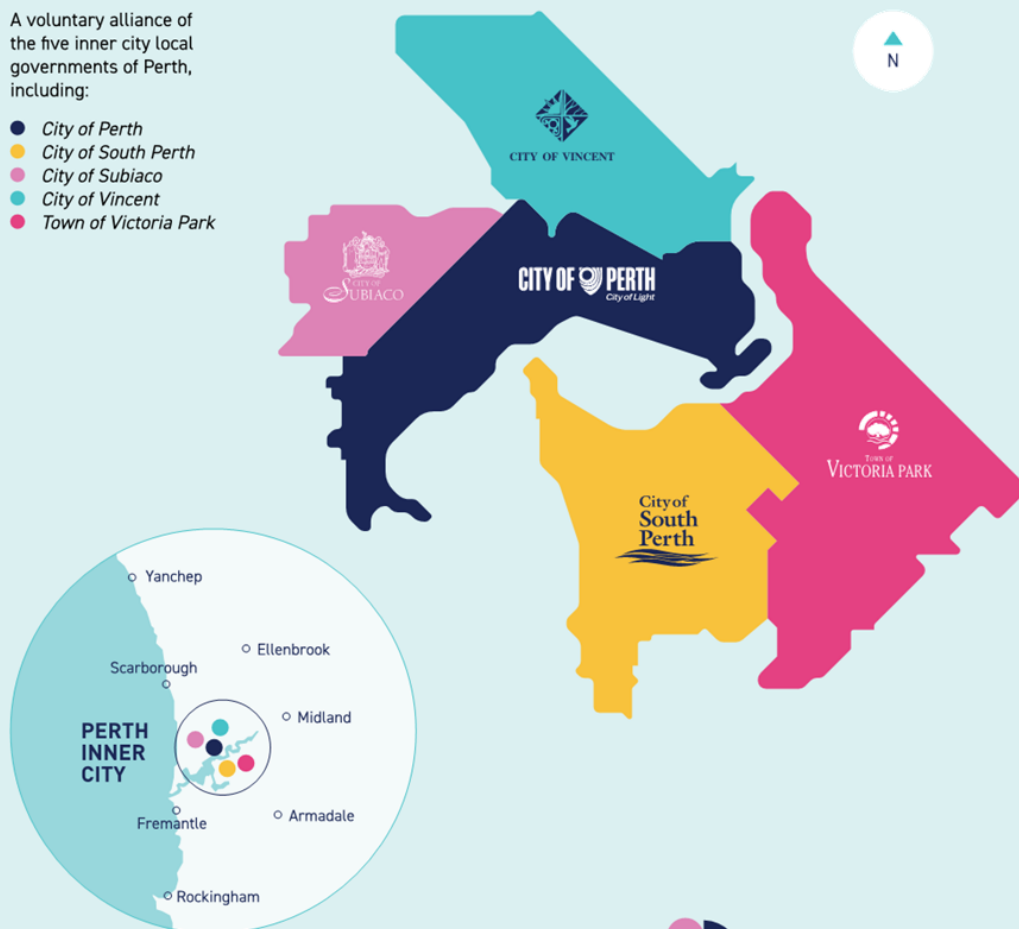 A voluntary alliance of
the five inner city local
governments of Perth,
including:
City of Perth
City of South Perth
City of Subiaco
City of Vincent
Town of Victoria Park
N
CITY OF VINCENT
CITY OF
SUBIACO
CITY OF PERTH
City of Light
TOWN OF
VICTORIA PARK
City of
South
Perth
Yanchep
Ellenbrook
Scarborough
Midland
PERTH
INNER
CITY
Fremantle
Armadale
Rockingham